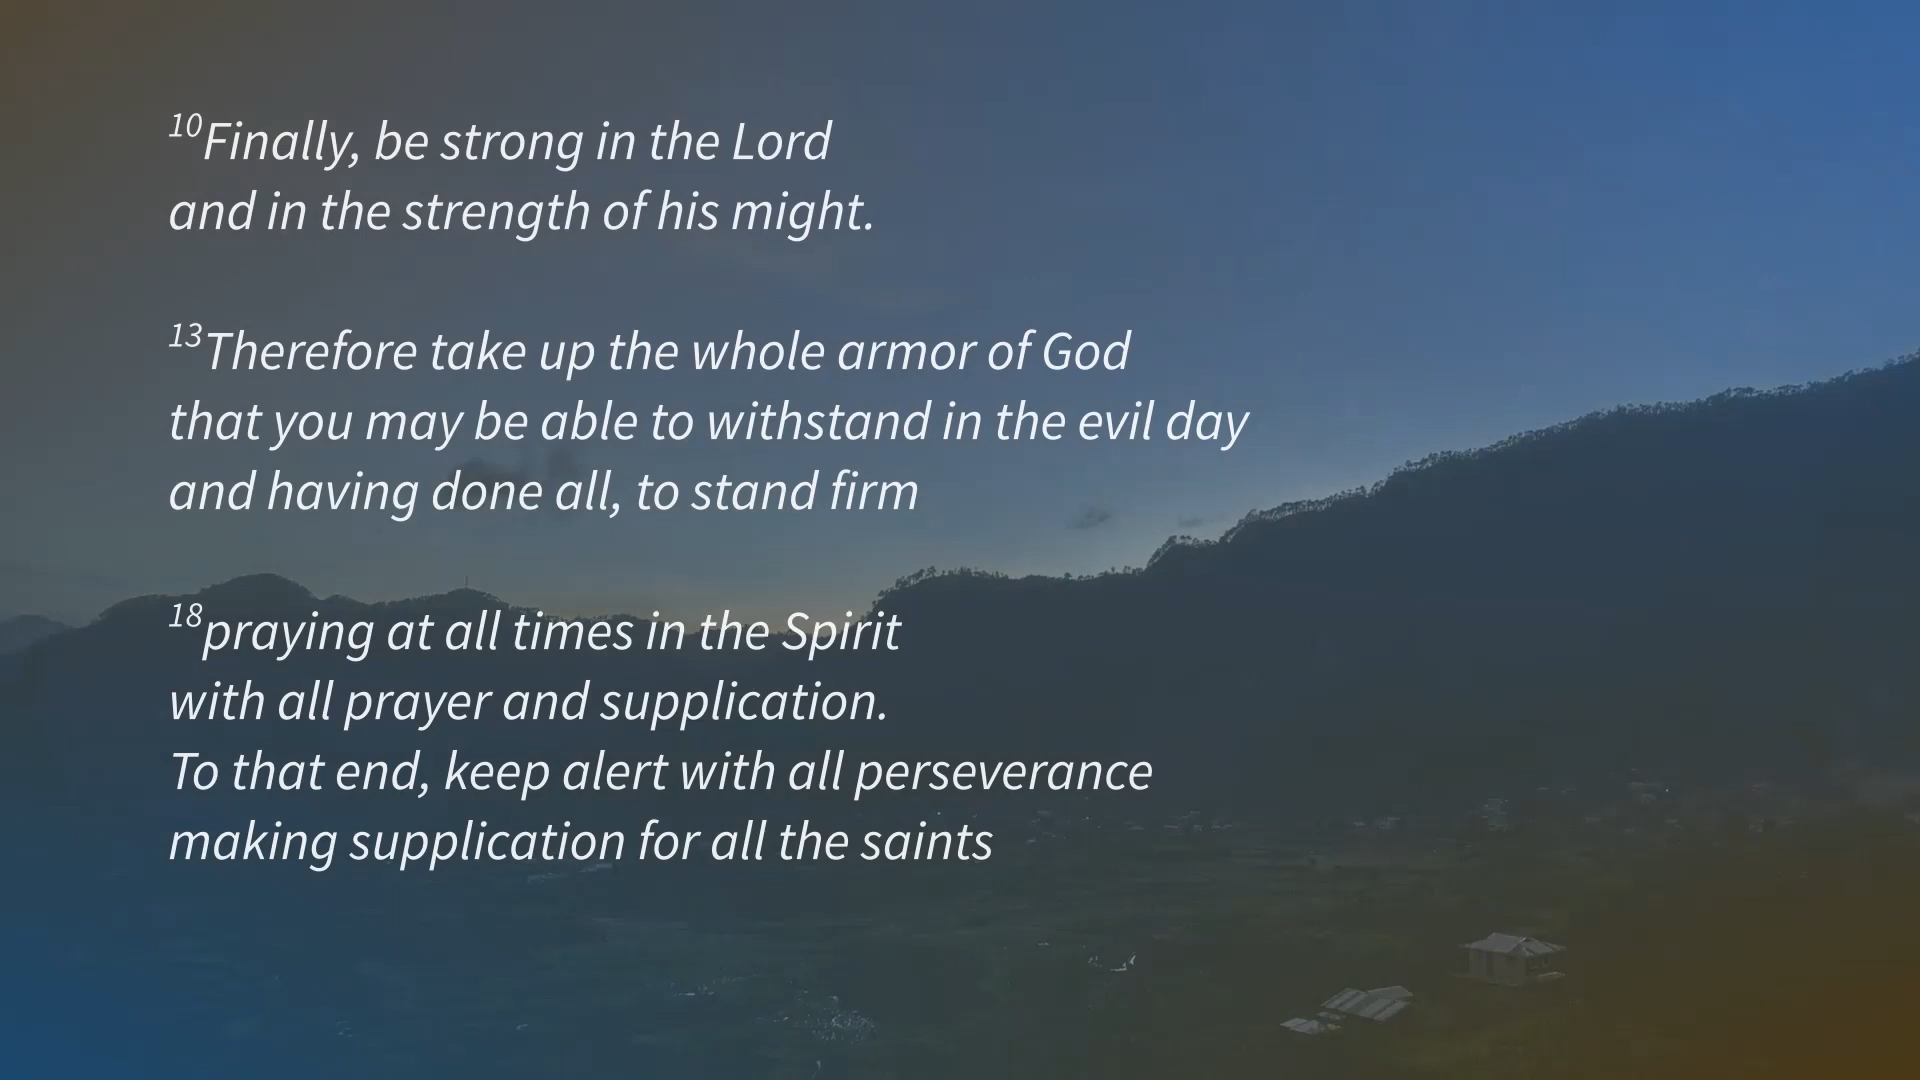 10Finally, be strong in the Lord
and in the strength of his might.
13Therefore take up the whole armor of God
that you may be able to withstand in the evil day
and having done all, to stand firm
18praying at all times in the Spirit
with all prayer and supplication.
To that end, keep alert with all perseverance
making supplication for all the saints